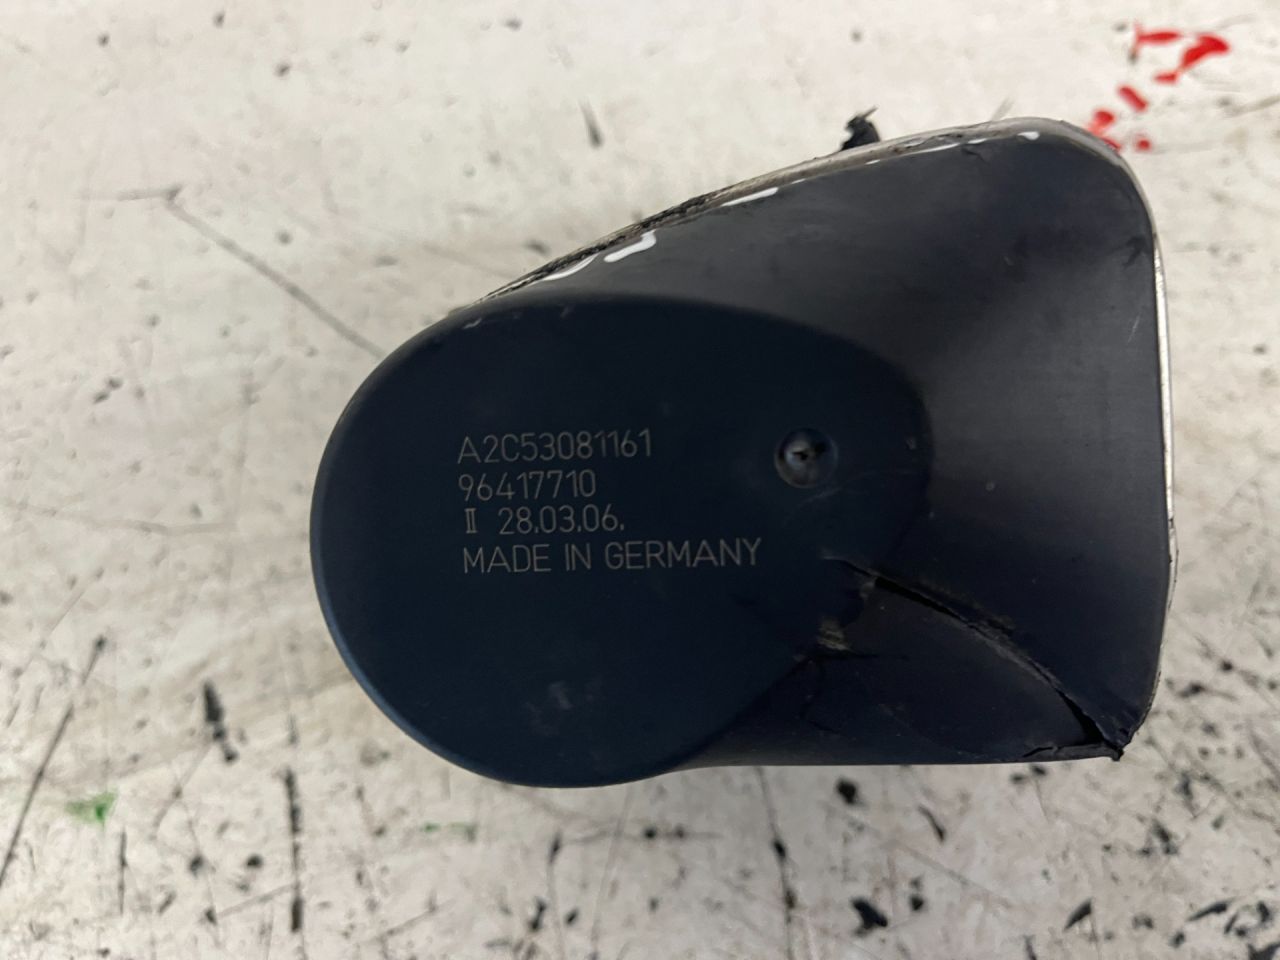 A2C53081161
96417710
II 28.03.06.
MADE IN GERMANY